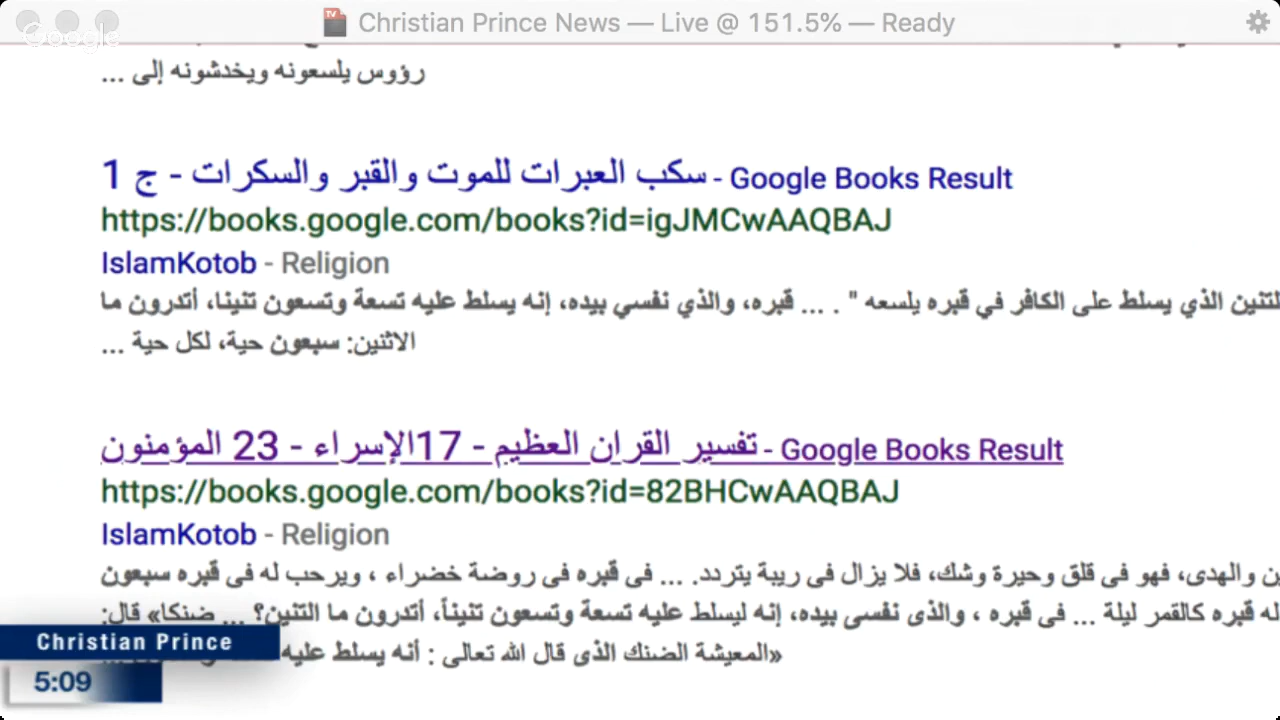 Christian Prince News — Live @ 151.5% — Ready
Google
رؤوس يلسعونه ويخدشونه إلى ...
سكب العبرات للموت والقبر والسكرات - ج 1 - Google Books Result
https://books.google.com/books?id=igJMCwAAQBAJ
IslamKotob - Religion
التنين الذي يسلط على الكافر في قبره يلسعه " . ... قبره، والذي نفسي بيده، إنه يسلط عليه تسعة وتسعون تنينا، أتدرون ما
الاثنين: سبعون حية، لكل حية ...
تفسير القران العظيم - 17الإسراء - 23 المؤمنون - Google Books Result
https://books.google.com/books?id=82BHCwAAQBAJ
IslamKotob - Religion
والهدى، فهو فى قلق وحيرة وشك، فلا يزال فى ريبة يتردد. ... فى قبره فى روضة خضراء ، ويرحب له فى قبره سبعون
له قبره كالقمر ليلة ... فى قبره ، والذى نفسى بيده، إنه ليسلط عليه تسعة وتسعون تنيناً، أتدرون ما التنين؟ ... ضنكا» قال:
«المعيشة الضنك الذى قال الله تعالى : أنه يسلط عليه
Christian Prince
5:09